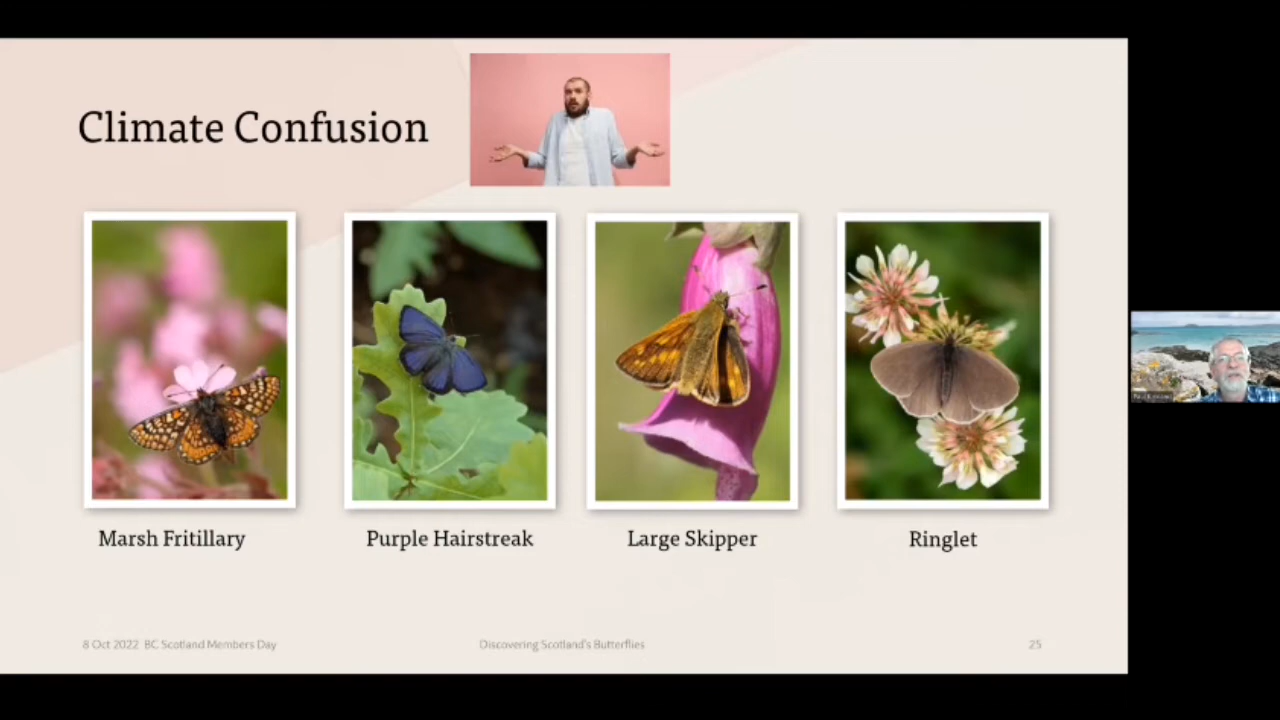 Climate Confusion
Marsh Fritillary
Purple Hairstreak
Large Skipper
Ringlet
8 Oct 2022 BC Scotland Members Day
Discovering Scotland's Butterflies
25